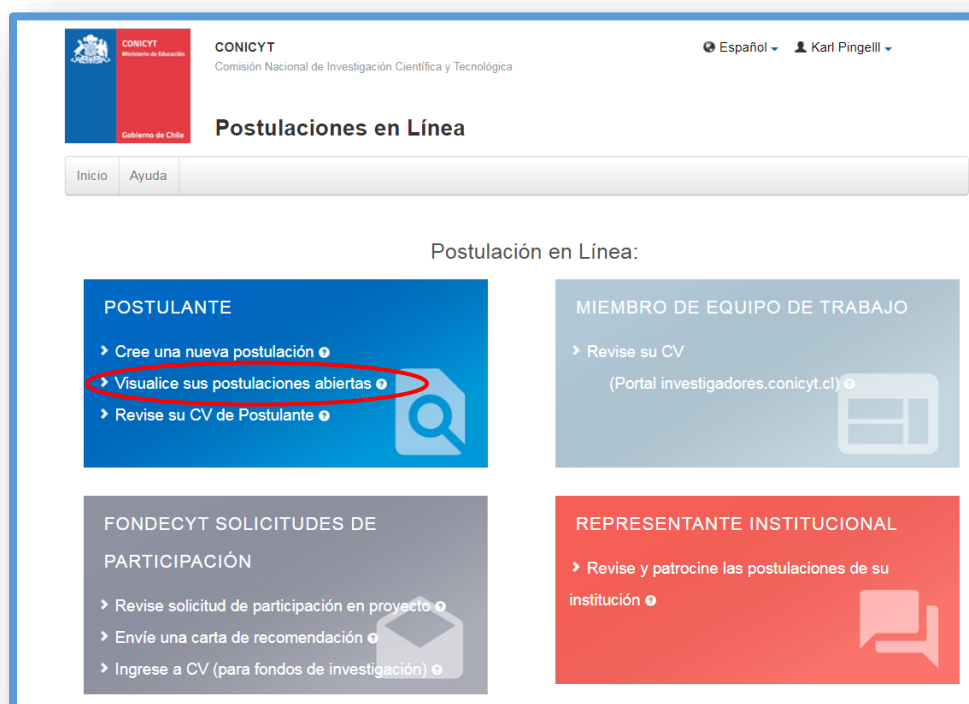 CONICYT
Ministerio de Educación
Gobierno de Chile
CONICYT
Comisión Nacional de Investigación Científica y Tecnológica
Español
Karl Pingelll
Postulaciones en Línea
Inicio
Ayuda
Postulación en Línea:
POSTULANTE
Cree una nueva postulación
Visualice sus postulaciones abiertas
Revise su CV de Postulante
MIEMBRO DE EQUIPO DE TRABAJO
Revise su CV
(Portal investigadores.conicyt.cl)
FONDECYT SOLICITUDES DE
PARTICIPACIÓN
Revise solicitud de participación en proyecto
Envíe una carta de recomendación
Ingrese a CV (para fondos de investigación)
REPRESENTANTE INSTITUCIONAL
Revise y patrocine las postulaciones de su
institución